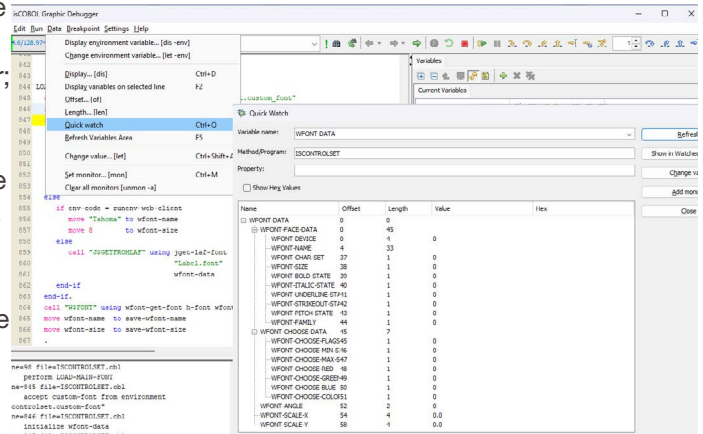 isCOBOL Graphic Debugger
Edit Run Data Breakpoint Settings Help
Display environment variable... [dis -env]
Change environment variable... [let -env]
Display... [dis] Ctrl+D
Display variables on selected line F2
Offset... [of]
Length... [len]
Quick watch Ctrl+Q
Refresh Variables Area F5
Change value... [let] Ctrl+Shift+A
Set monitor... [mon] Ctrl+M
Clear all monitors [unmon -a]
842
843
844
845
846
847
848
849
850
851
852
853
854 else
855 if env-code = runenv-web-client
856 move "Tahoma" to wfont-name
857 move 8 to wfont-size
858 else
859 call "J$GETFROMLAF" using jget-laf-font
860 "Label.font"
861 wfont-data
862 end-if
863 end-if.
864 call "W$FONT" using wfont-get-font h-font wfont
865 move wfont-name to save-wfont-name
866 move wfont-size to save-wfont-size
867 .
ne=98 file=ISCONTROLSET.cbl
perform LOAD-MAIN-FONT
ne=845 file=ISCONTROLSET.cbl
accept custom-font from environment
controlset.custom_font"
ne=846 file=ISCONTROLSET.cbl
initialize wfont-data
Variables
Current Variables
Quick Watch
Variable name: WFONT DATA
Method/Program: ISCONTROLSET
Property:
Show Hex Values
Refresh
Show in Watches
Change va
Add moni
Close
Name Offset Length Value Hex
WFONT DATA 0 0
WFONT-FACE-DATA 0 45
WFONT DEVICE 0 4 0
WFONT-NAME 4 33
WFONT CHAR SET 37 1 0
WFONT-SIZE 38 1 0
WFONT BOLD STATE 39 1 0
WFONT-ITALIC-STATE 40 1 0
WFONT UNDERLINE ST 41 1 0
WFONT-STRIKEOUT-ST 42 1 0
WFONT PITCH STATE 43 1 0
WFONT-FAMILY 44 1 0
WFONT CHOOSE DATA 45 7
WFONT-CHOOSE-FLAGS 45 1 0
WFONT CHOOSE MIN S 46 1 0
WFONT-CHOOSE-MAX-S 47 1 0
WFONT CHOOSE RED 48 1 0
WFONT-CHOOSE-GREEN 49 1 0
WFONT CHOOSE BLUE 50 1 0
WFONT-CHOOSE-COLOR 51 1 0
WFONT ANGLE 52 2 0
WFONT-SCALE-X 54 4 0.0
WFONT SCALE-Y 58 4 0.0